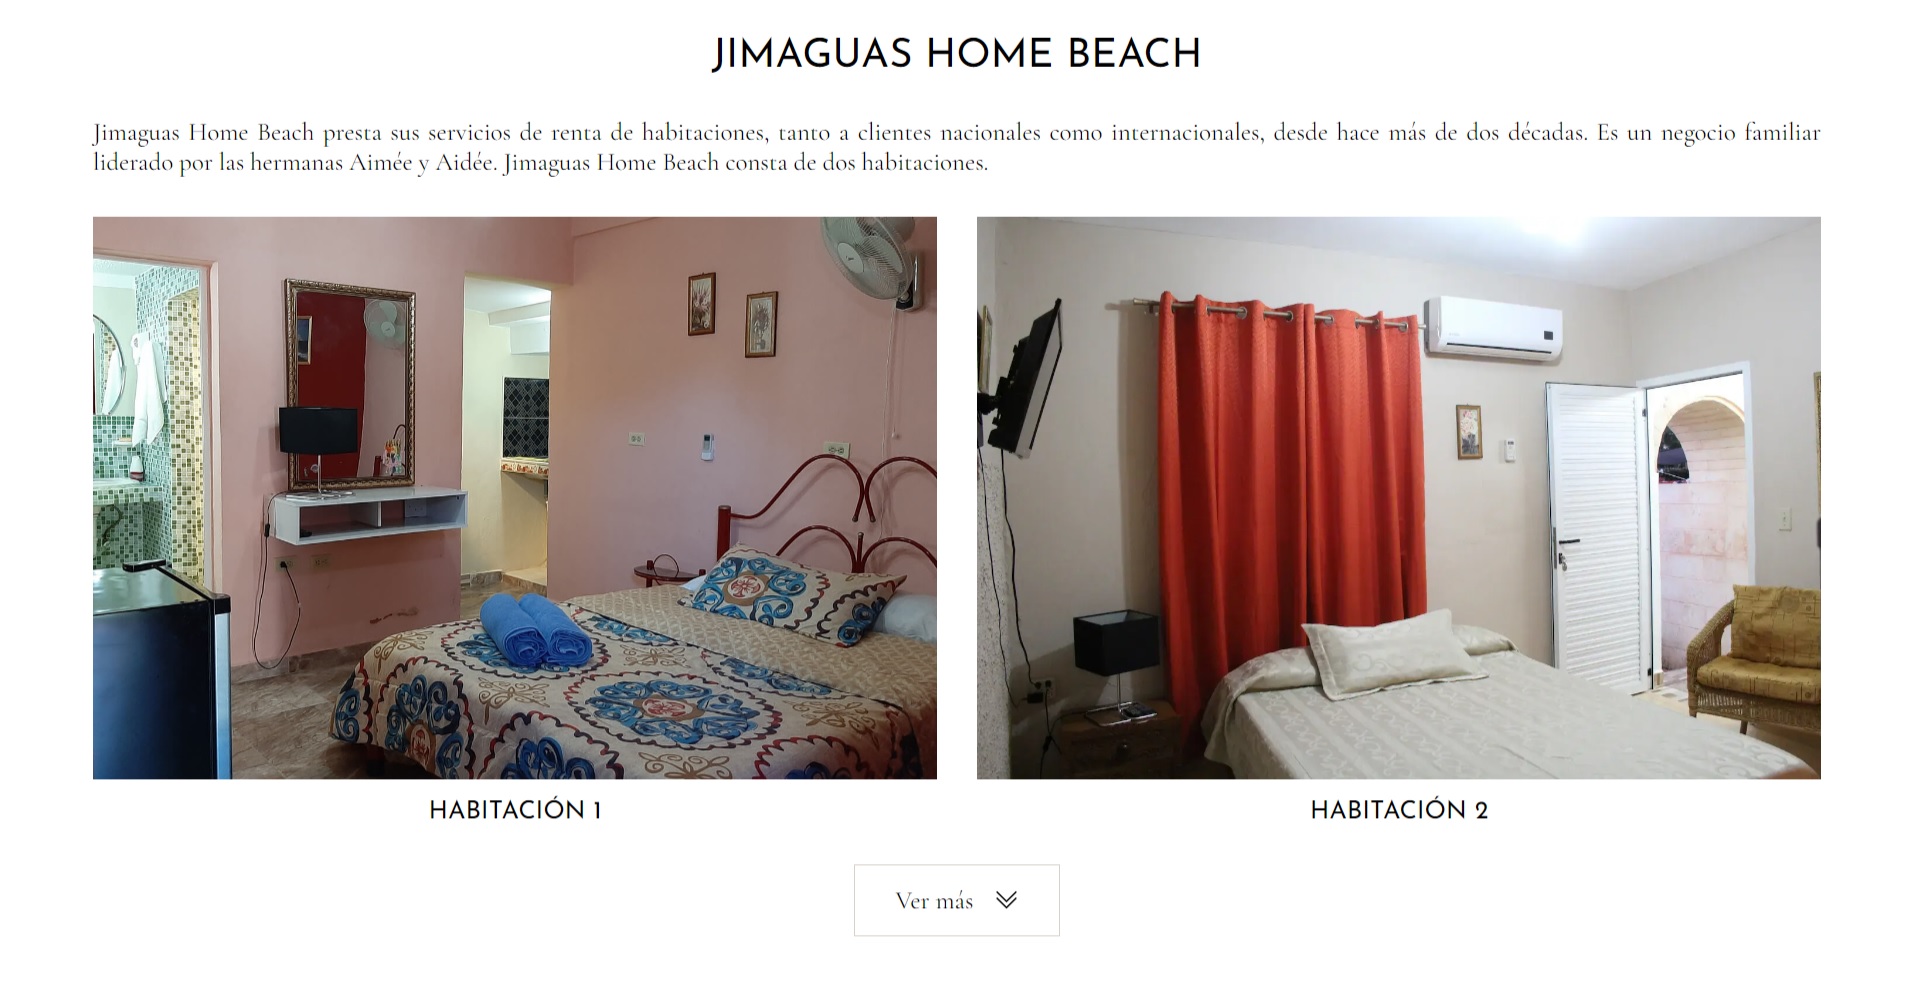 JIMAGUAS HOME BEACH
Jimaguas Home Beach presta sus servicios de renta de habitaciones, tanto a clientes nacionales como internacionales, desde hace más de dos décadas. Es un negocio familiar
liderado por las hermanas Aimée y Aidée. Jimaguas Home Beach consta de dos habitaciones.
HABITACIÓN 1
HABITACIÓN 2
Ver más